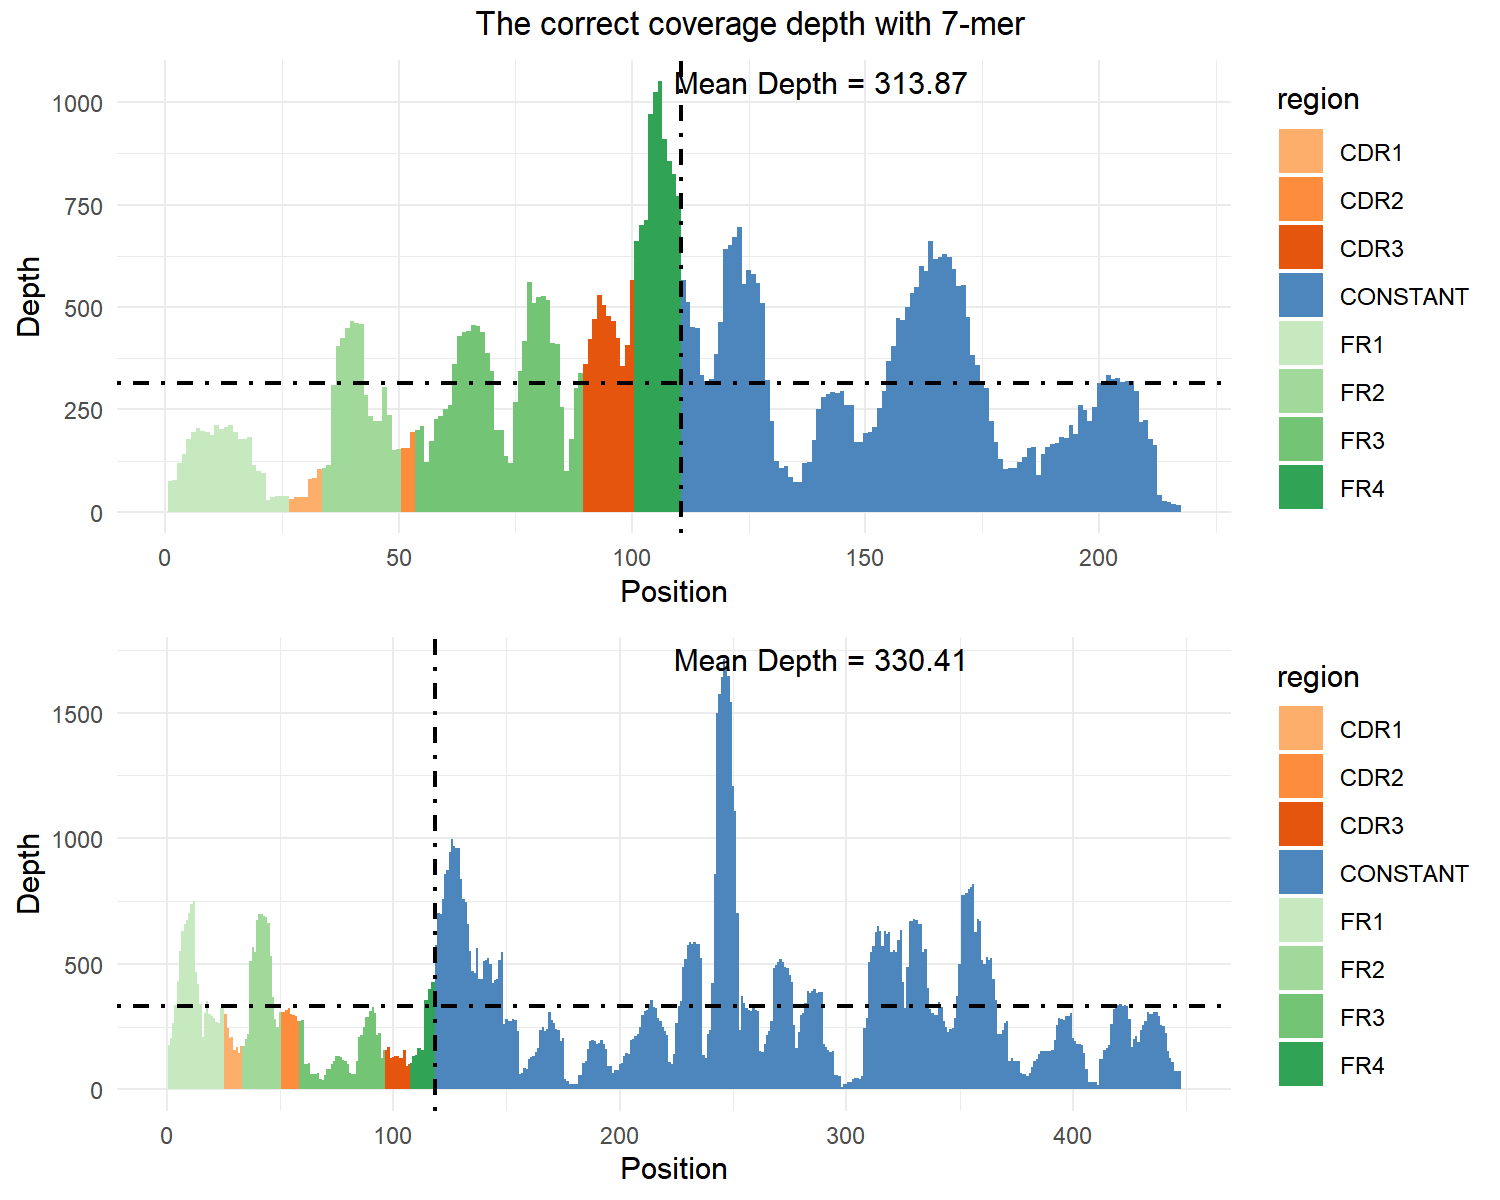 The correct coverage depth with 7-mer
Mean Depth = 313.87
1000
750
500
250
0
Depth
0 50 100 150 200
Position
region
CDR1
CDR2
CDR3
CONSTANT
FR1
FR2
FR3
FR4
Mean Depth = 330.41
1500
1000
500
0
Depth
0 100 200 300 400
Position
region
CDR1
CDR2
CDR3
CONSTANT
FR1
FR2
FR3
FR4